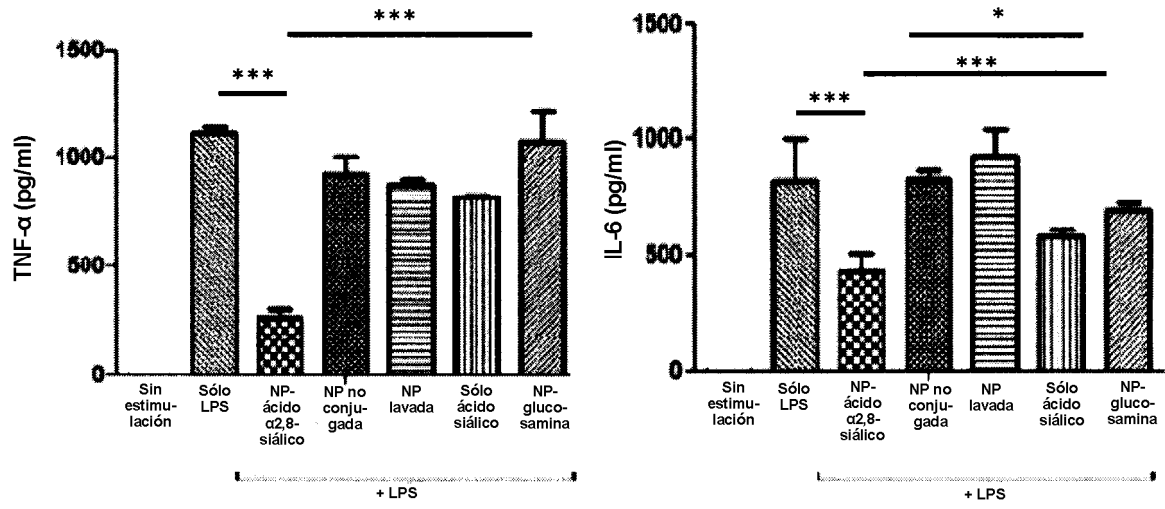 ***
***
1500
1000
500
0
TNF-α (pg/ml)
Sin
estimu-
lación
Sólo
LPS
NP-
ácido
α2,8-
siálico
NP no
conju-
gada
NP
lavada
Sólo
ácido
siálico
NP-
gluco-
samina
+ LPS
*
***
***
1500
1000
500
0
IL-6 (pg/ml)
Sin
estimu-
lación
Sólo
LPS
NP-
ácido
α2,8-
siálico
NP no
conju-
gada
NP
lavada
Sólo
ácido
siálico
NP-
gluco-
samina
+ LPS